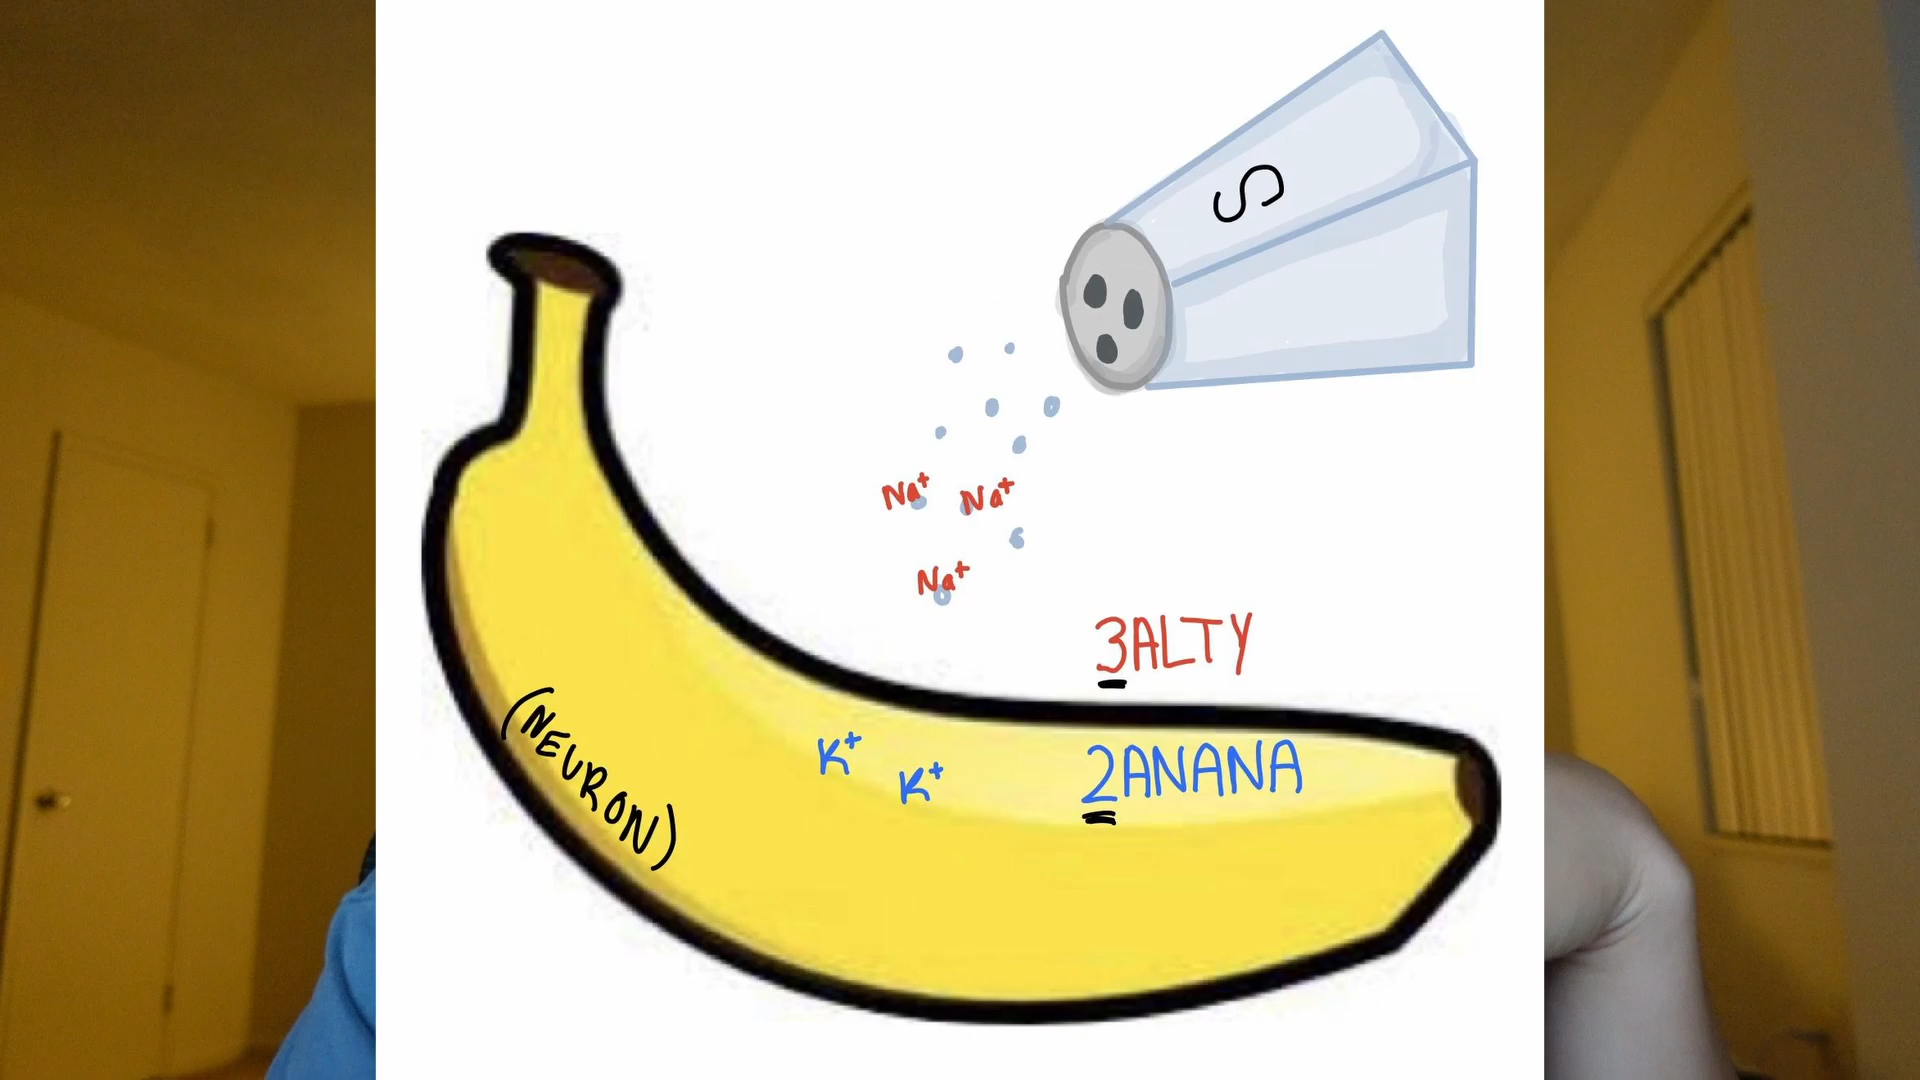 S
Na⁺ Na⁺
Na⁺
3ALTY
K⁺ K⁺ 2ANANA
(NEURON)